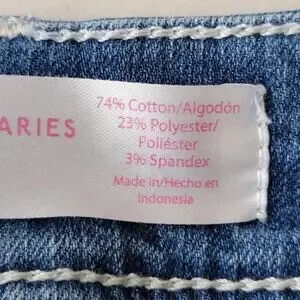 ARIES
74% Cotton/Algodón
23% Polyester/
Poliéster
3% Spandex
Made in/Hecho en
Indonesia